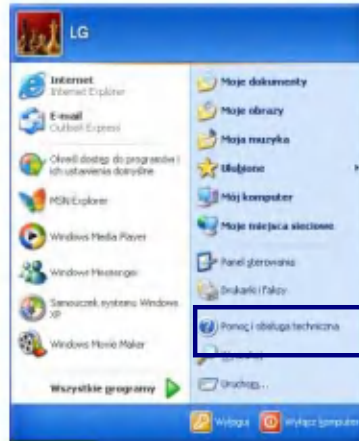 LG
Internet
Internet Explorer
E-mail
Outlook Express
Określ dostęp do programów i
ich ustawienia domyślne
MSN Explorer
Windows Media Player
Windows Messenger
Samouczek systemu Windows
XP
Windows Movie Maker
Wszystkie programy
Moje dokumenty
Moje obrazy
Moja muzyka
Ulubione
Mój komputer
Moje miejsca sieciowe
Panel sterowania
Drukarki i faksy
Pomoc i obsługa techniczna
Uruchom...
Wyloguj
Wyłącz komputer